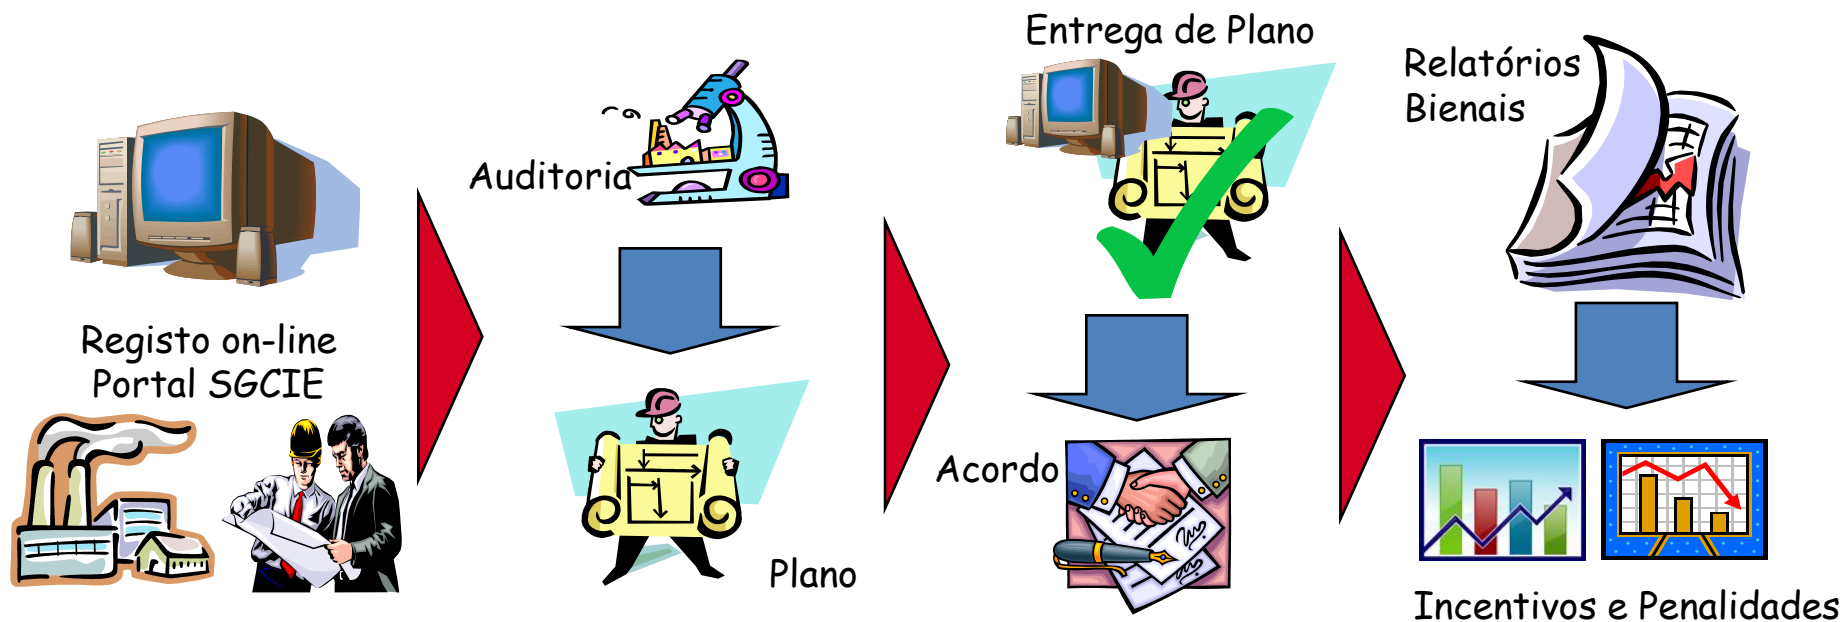 Registo on-line
Portal SGCIE
Auditoria
Plano
Entrega de Plano
Acordo
Relatórios
Bienais
Incentivos e Penalidades